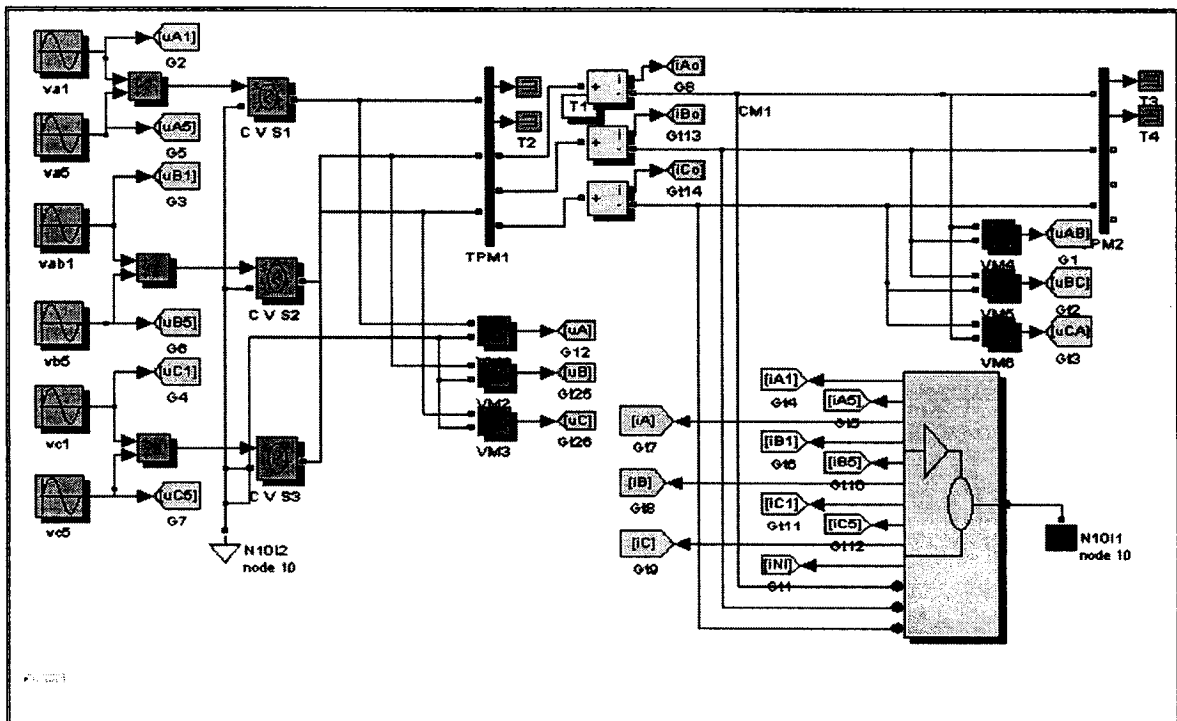 [uA1]
G2
va1
C V S1
[uA5]
G5
va5
[uB1]
G3
vab1
C V S2
[uB5]
G6
vb5
[uC1]
G4
vc1
C V S3
[uC5]
G7
vc5
N10I2
node 10
TPM1
T2
T1
+ i -
+ i -
+ i -
[iAo]
G8
[iBo]
Gt13
[iCo]
Gt14
CM1
T3
T4
PM2
[uA]
G12
[uB]
VM2
Gt25
[uC]
VM3
Gt26
VM4
[uAB]
G1
VM5
[uBC]
Gt2
VM6
[uCA]
Gt3
[iA1]
Gt4
[iA5]
Gt5
[iA]
Gt7
[iB1]
Gt6
[iB5]
Gt10
[iB]
Gt8
[iC1]
Gt11
[iC5]
Gt12
[iC]
Gt9
[iNI]
Gt1
N10I1
node 10